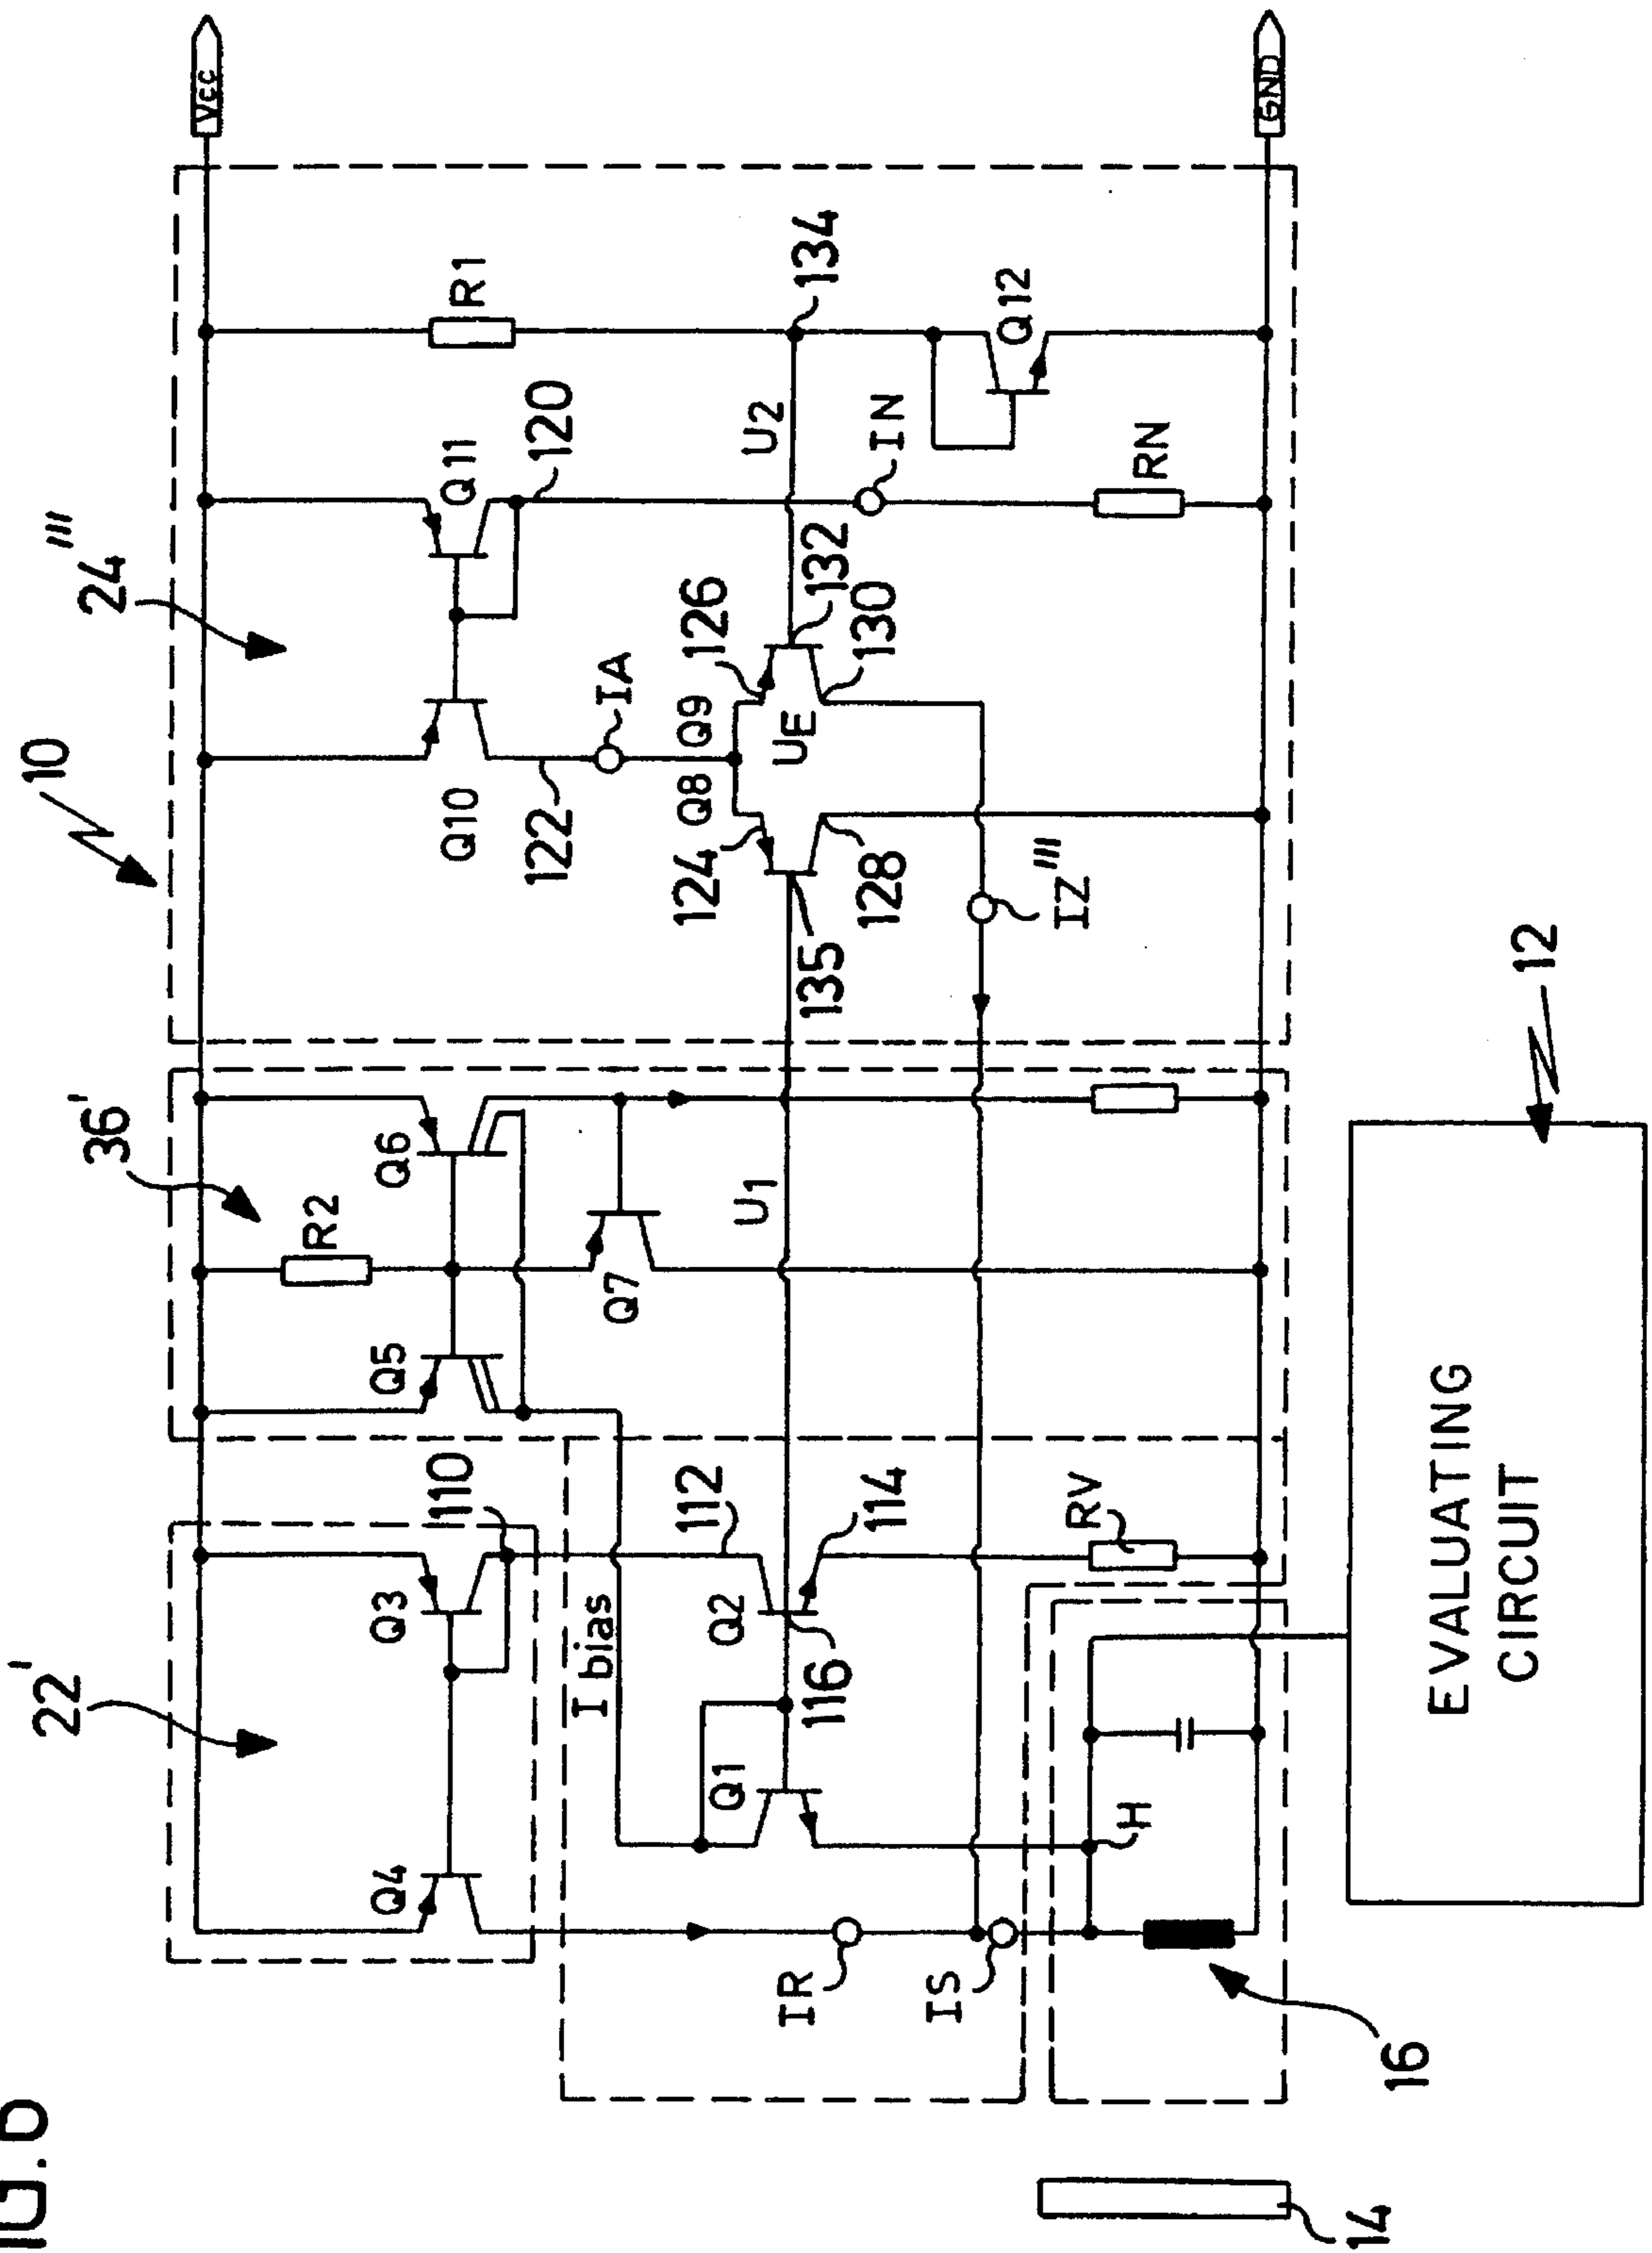 FIG.6
10
22'
36'
24'''
Vcc
Q4
Q3
110
Q5
R2
Q6
Q10
Q11
120
R1
I bias
112
Q7
122
IA
Q1
Q2
U1
124
Q8
Q9
126
U2
134
IR
116
114
135
128
UE
130
132
IN
Q12
IS
H
RV
IZ'''
RN
GND
14
16
EVALUATING
CIRCUIT
12